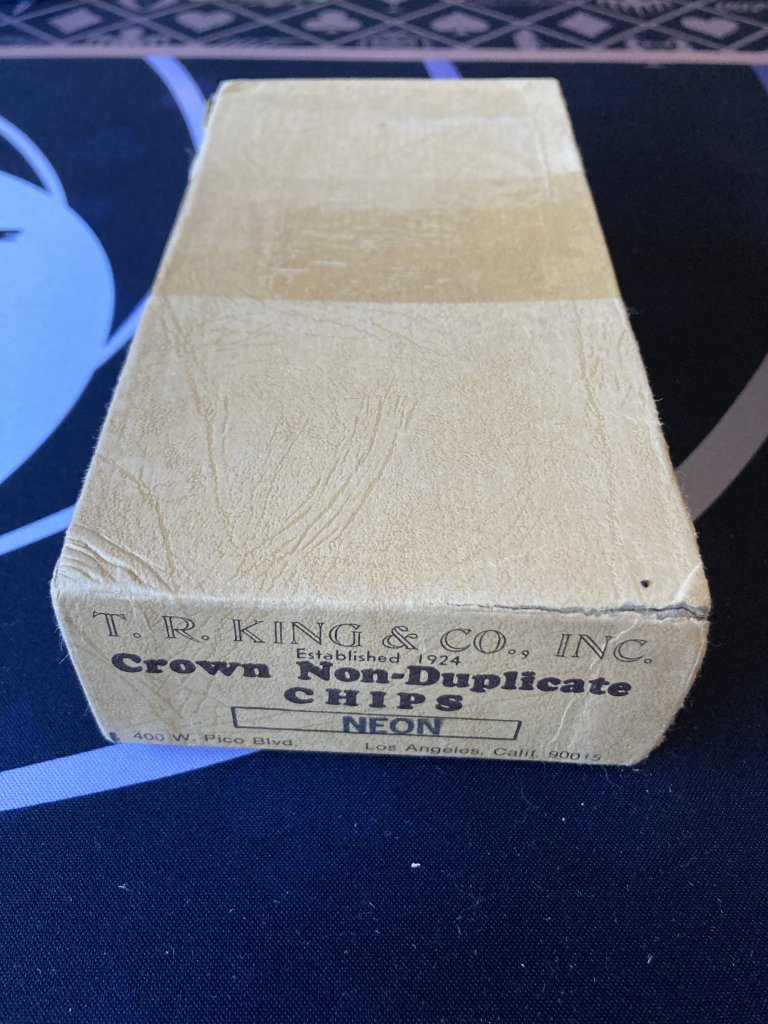 T. R. KING & CO., INC.
Established 1924
Crown Non-Duplicate
CHIPS
NEON
400 W. Pico Blvd. Los Angeles, Calif. 90015